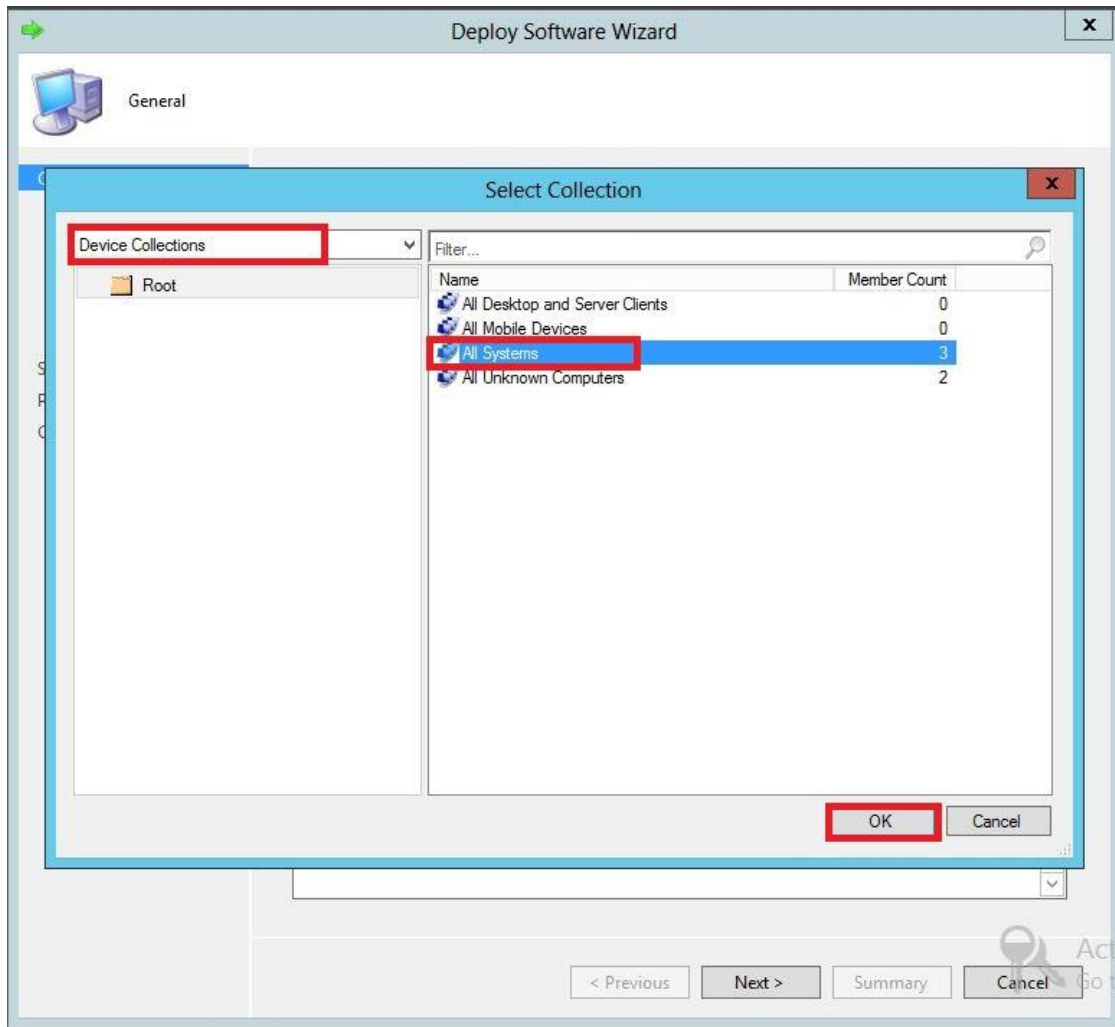 Deploy Software Wizard
x
General
Select Collection
x
Device Collections
Filter...
Root
Name Member Count
All Desktop and Server Clients 0
All Mobile Devices 0
All Systems 3
All Unknown Computers 2
OK Cancel
< Previous Next > Summary Cancel